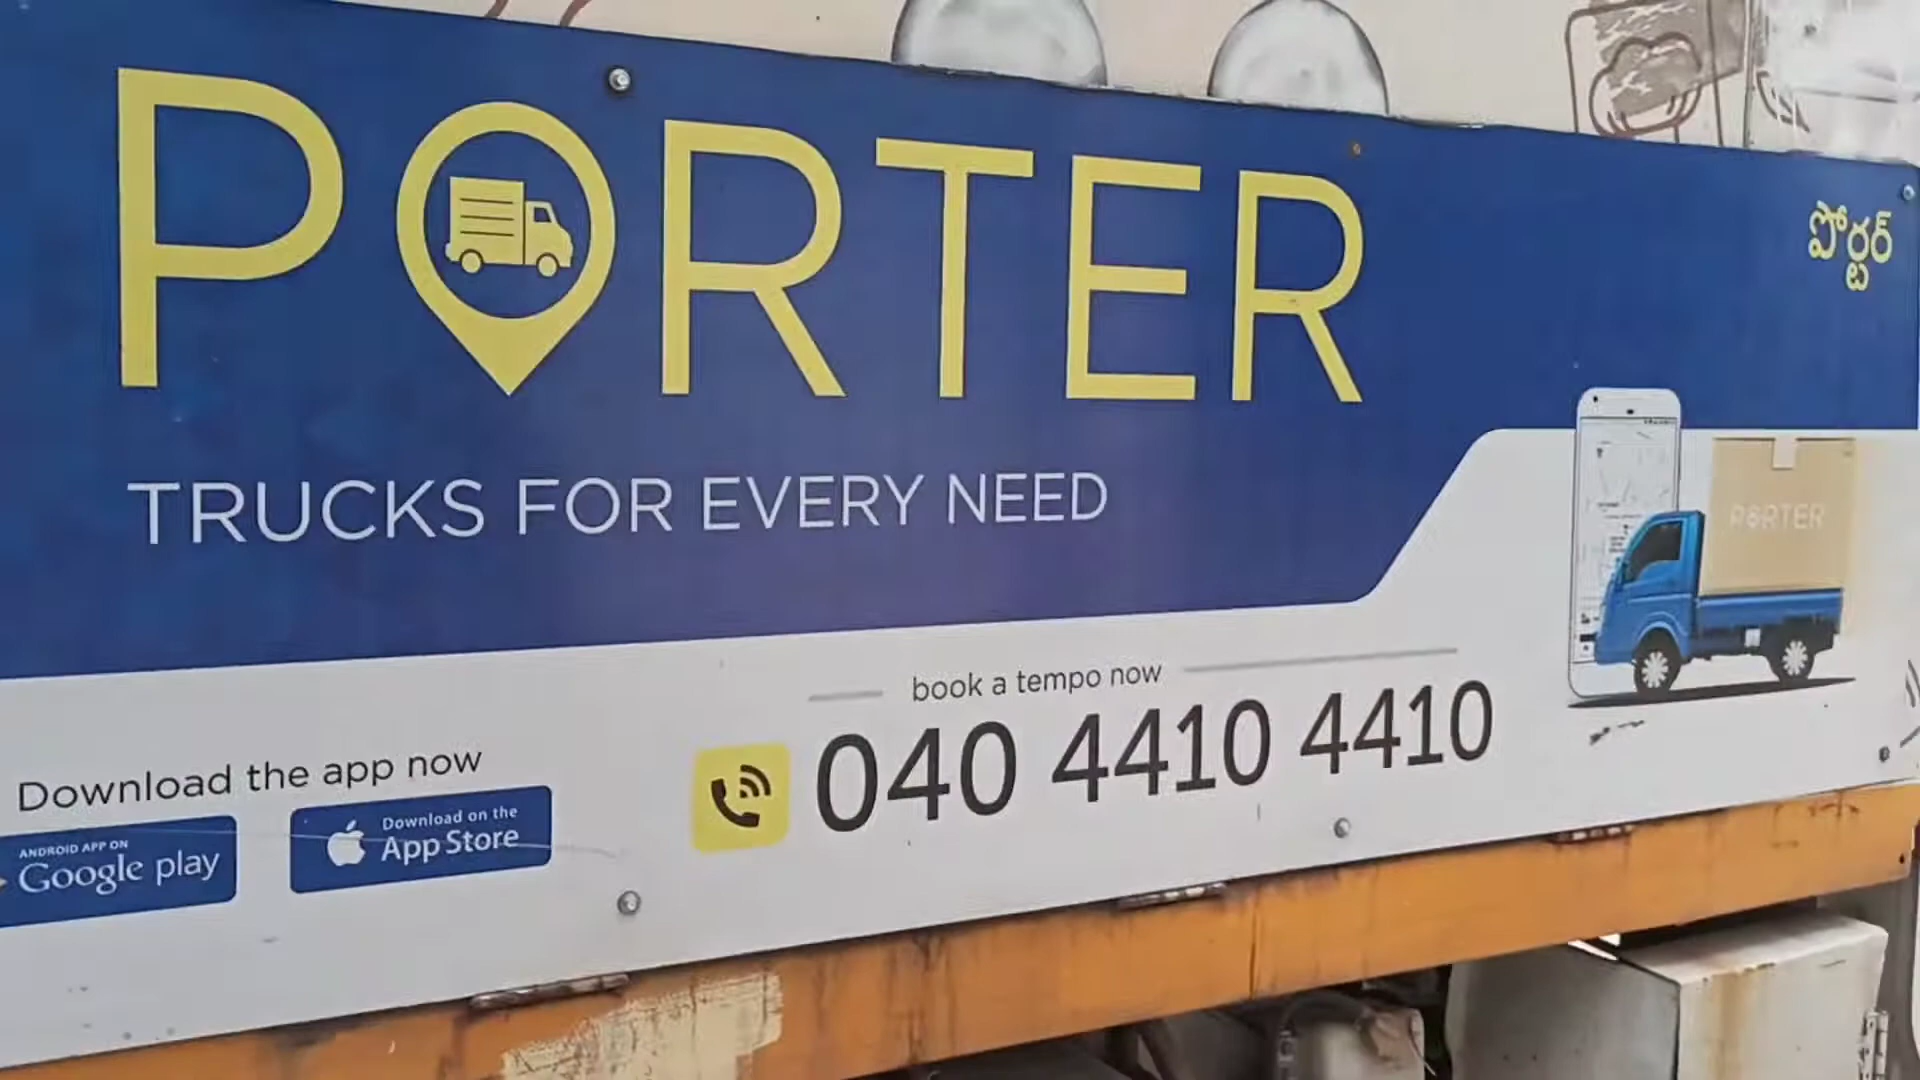 PORTER
పోర్టర్
TRUCKS FOR EVERY NEED
PORTER
book a tempo now
040 4410 4410
Download the app now
ANDROID APP ON
Google play
Download on the
App Store